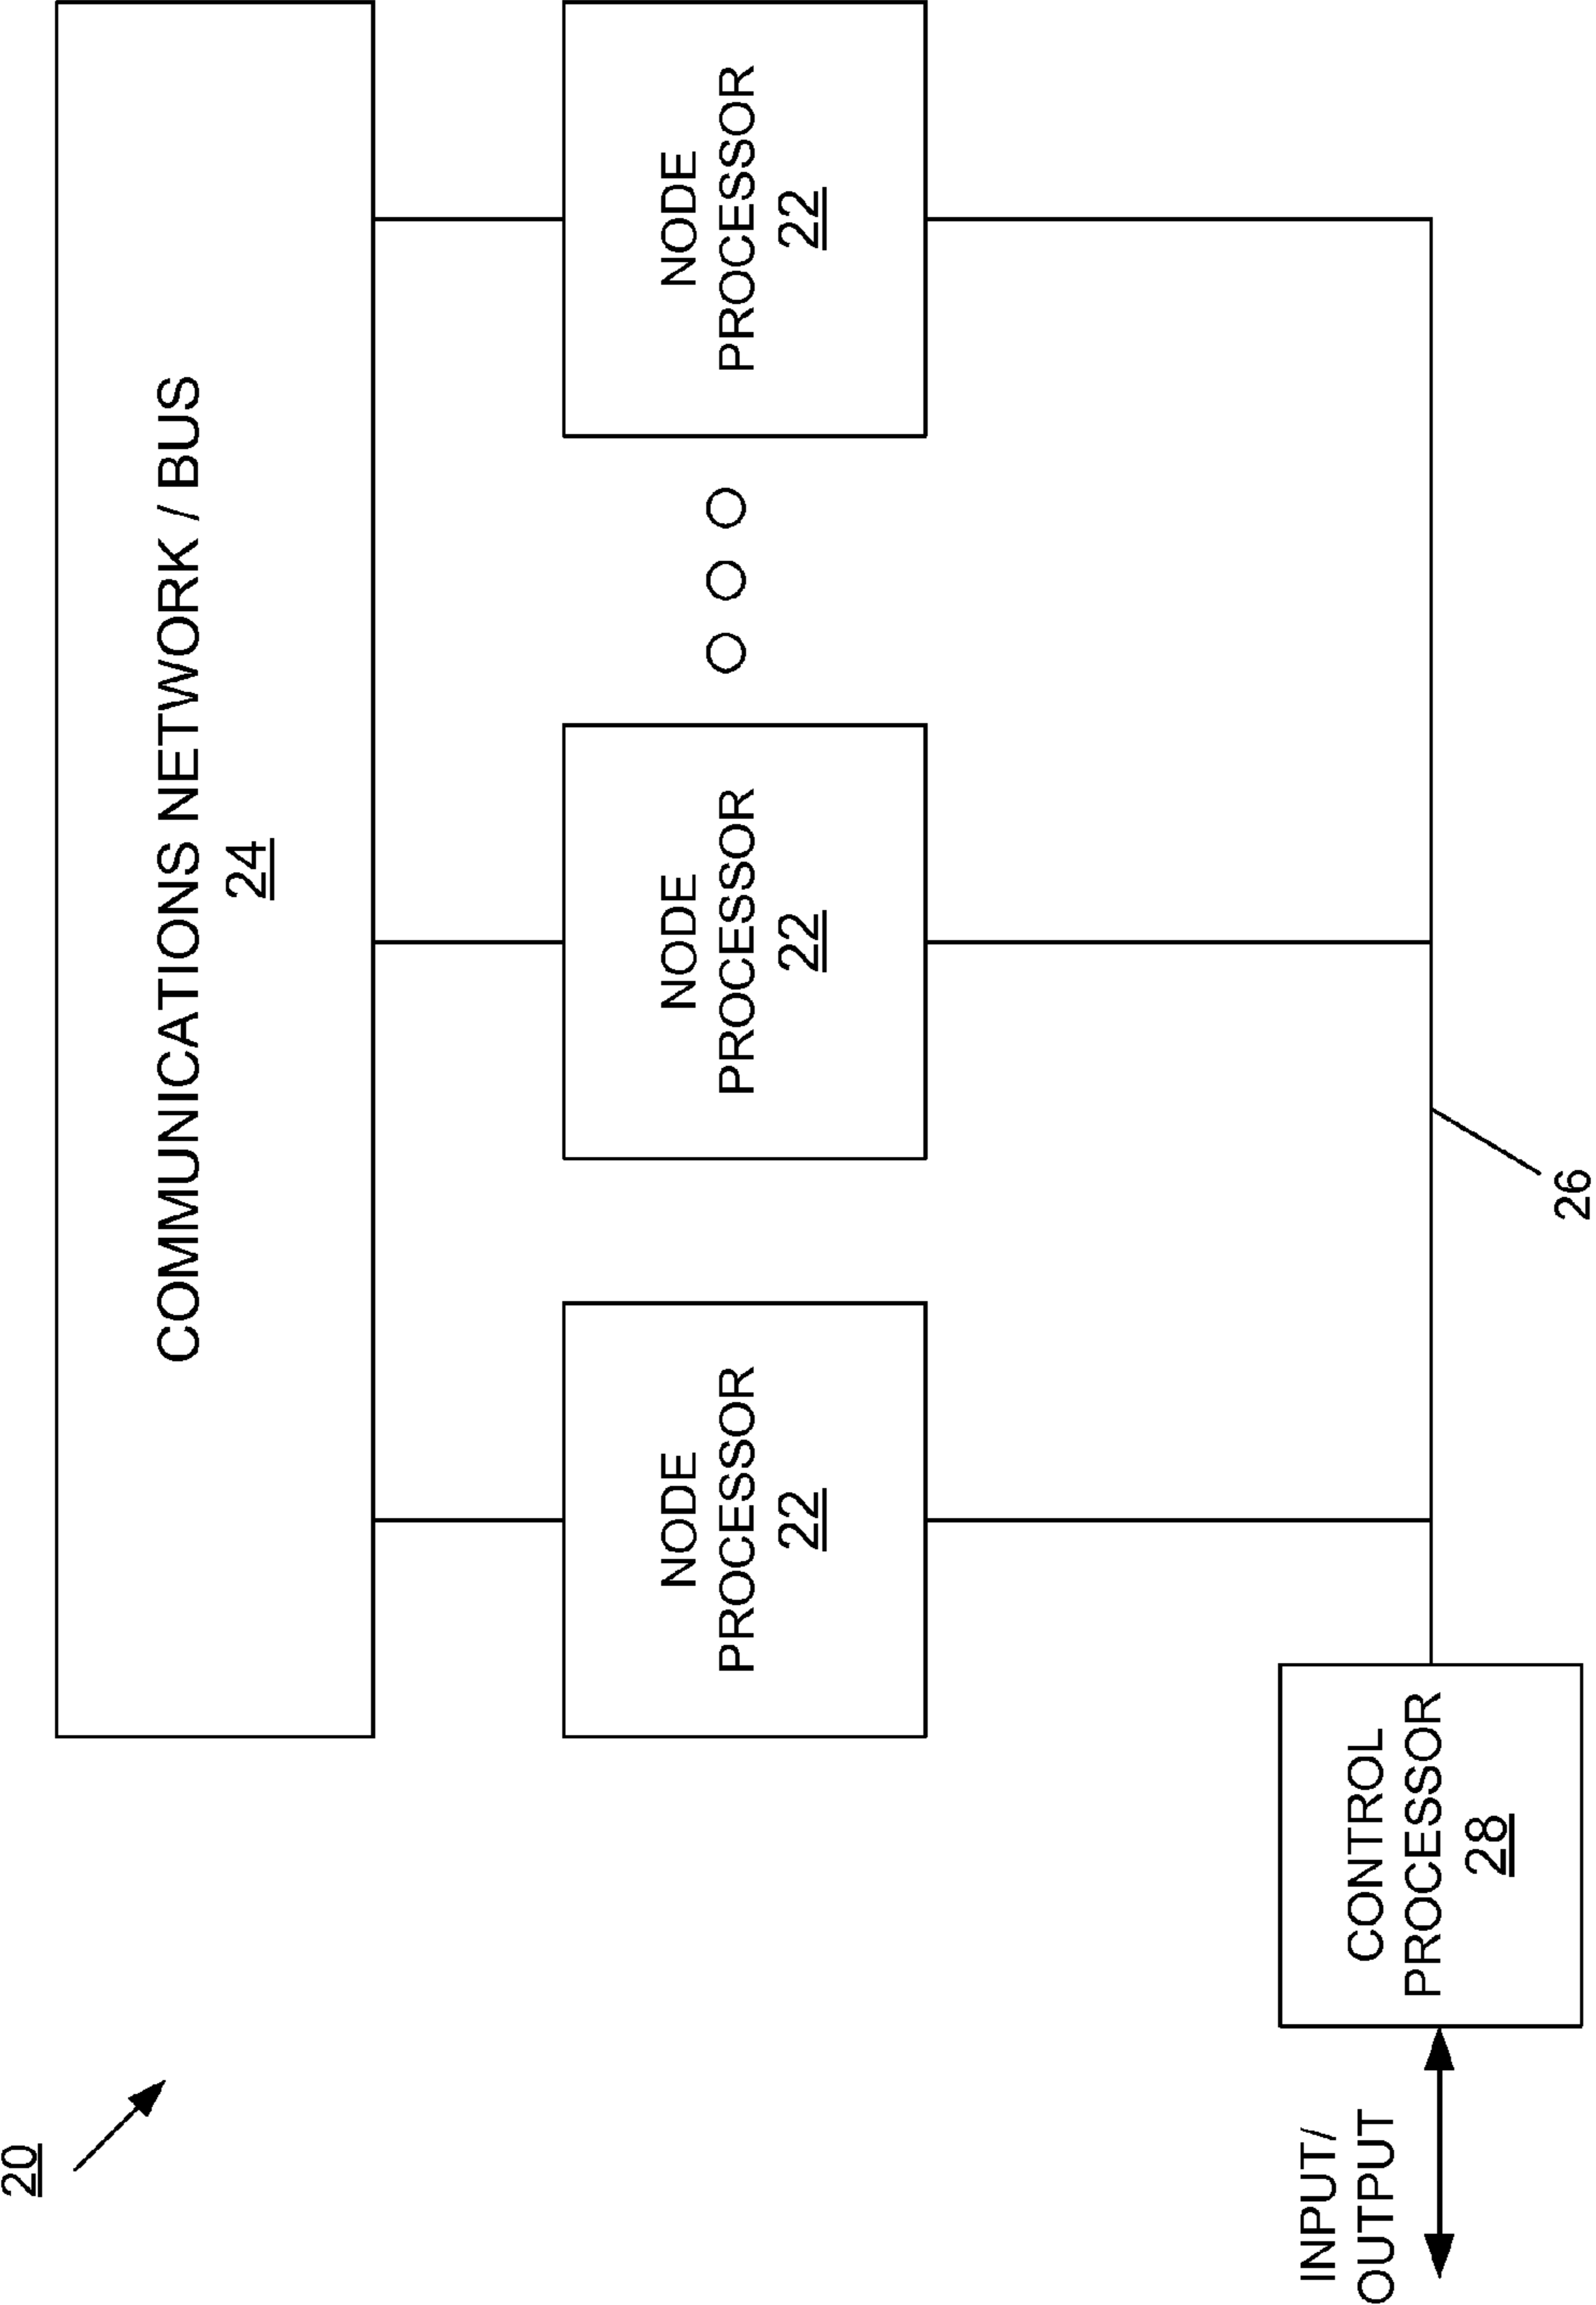 20
COMMUNICATIONS NETWORK / BUS
24
NODE
PROCESSOR
22
NODE
PROCESSOR
22
NODE
PROCESSOR
22
INPUT/
OUTPUT
CONTROL
PROCESSOR
28
26